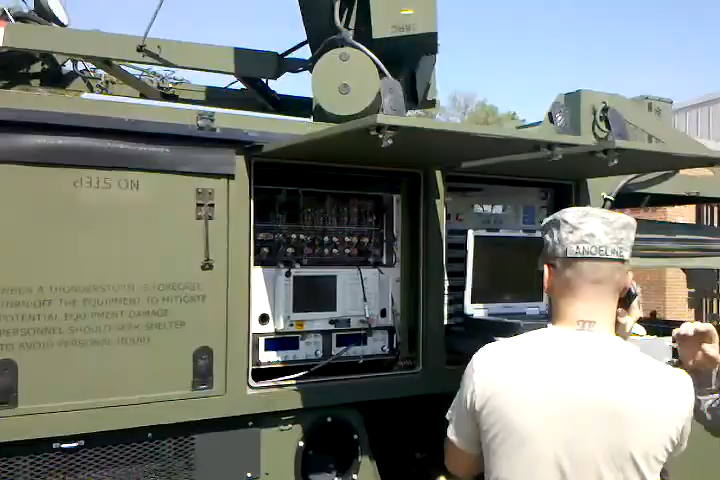 NO STEP
WHEN A THUNDERSTORM IS FORECAST,
TURN OFF THE EQUIPMENT TO MITIGATE
POTENTIAL EQUIPMENT DAMAGE.
PERSONNEL SHOULD SEEK SHELTER
TO AVOID PERSONAL INJURY